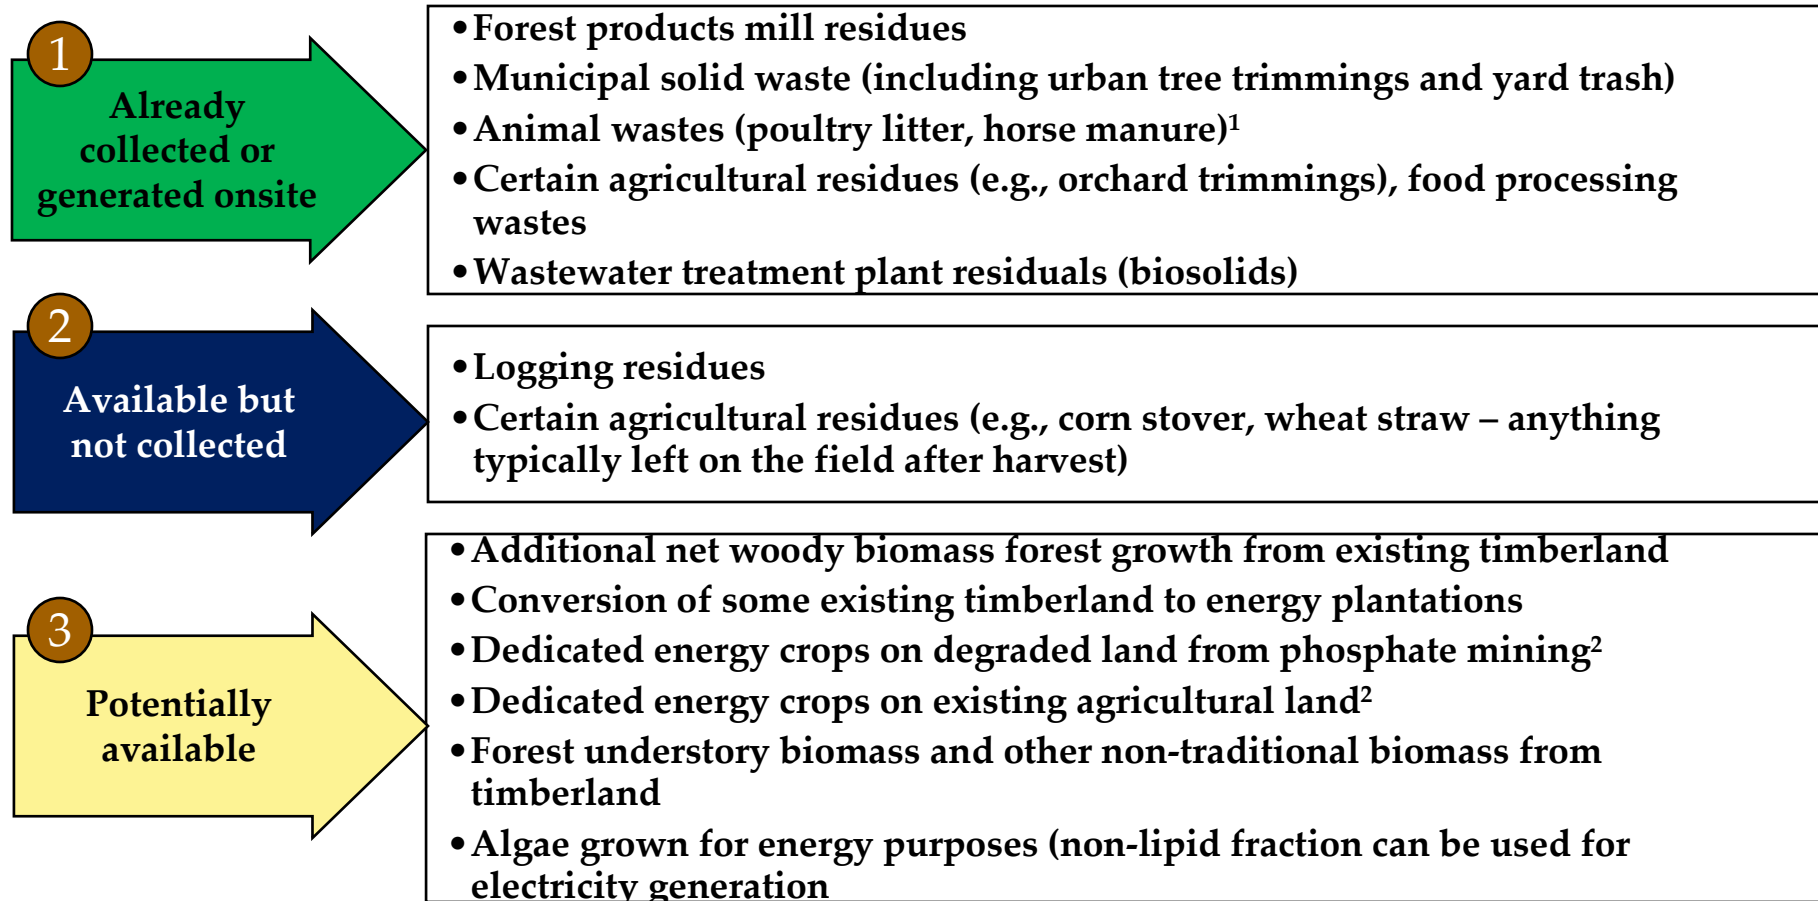 1
Already
collected or
generated onsite
•Forest products mill residues
•Municipal solid waste (including urban tree trimmings and yard trash)
•Animal wastes (poultry litter, horse manure)¹
•Certain agricultural residues (e.g., orchard trimmings), food processing
wastes
•Wastewater treatment plant residuals (biosolids)
2
Available but
not collected
•Logging residues
•Certain agricultural residues (e.g., corn stover, wheat straw – anything
typically left on the field after harvest)
3
Potentially
available
•Additional net woody biomass forest growth from existing timberland
•Conversion of some existing timberland to energy plantations
•Dedicated energy crops on degraded land from phosphate mining²
•Dedicated energy crops on existing agricultural land²
•Forest understory biomass and other non-traditional biomass from
timberland
•Algae grown for energy purposes (non-lipid fraction can be used for
electricity generation